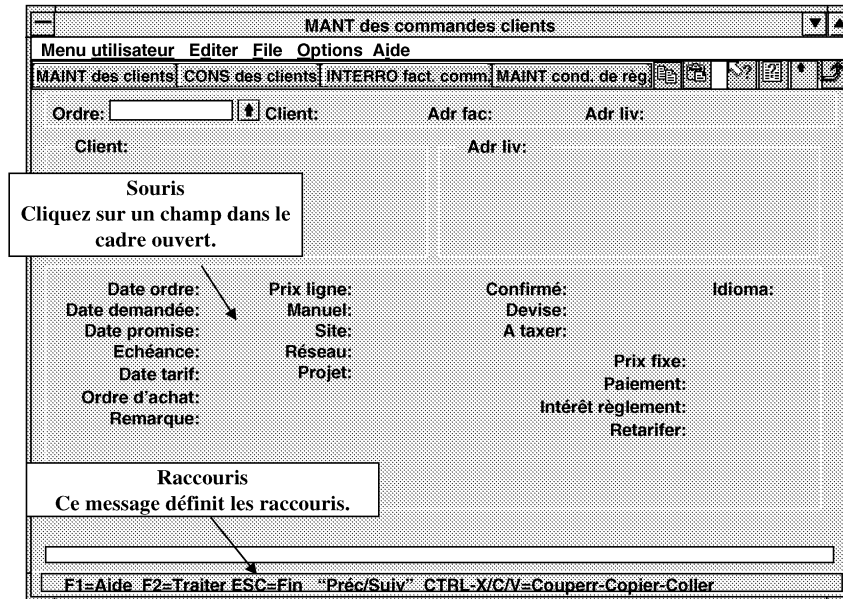 MANT des commandes clients
Menu utilisateur Editer File Options Aide
MAINT des clients CONS des clients INTERRO fact. comm. MAINT cond. de règ.
Ordre: Client: Adr fac: Adr liv:
Client: Adr liv:
Souris
Cliquez sur un champ dans le
cadre ouvert.
Date ordre: Prix ligne: Confirmé: Idioma:
Date demandée: Manuel: Devise:
Date promise: Site: A taxer:
Echéance: Réseau:
Prix fixe:
Date tarif: Projet:
Paiement:
Ordre d'achat:
Intérêt règlement:
Remarque:
Retarifer:
Raccouris
Ce message définit les raccouris.
F1=Aide F2=Traiter ESC=Fin “Préc/Suiv” CTRL-X/C/V=Couperr-Copier-Coller